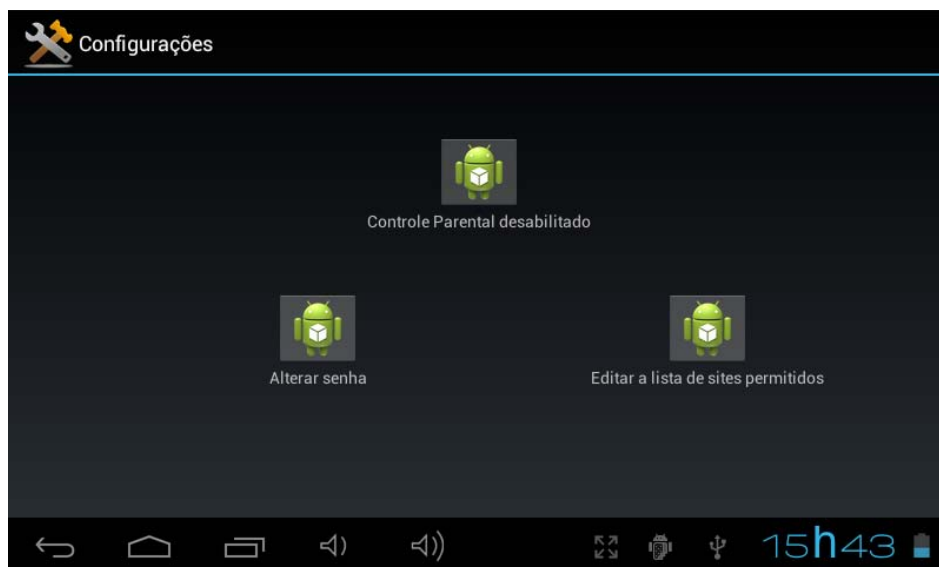 Configurações
Controle Parental desabilitado
Alterar senha
Editar a lista de sites permitidos
15h43